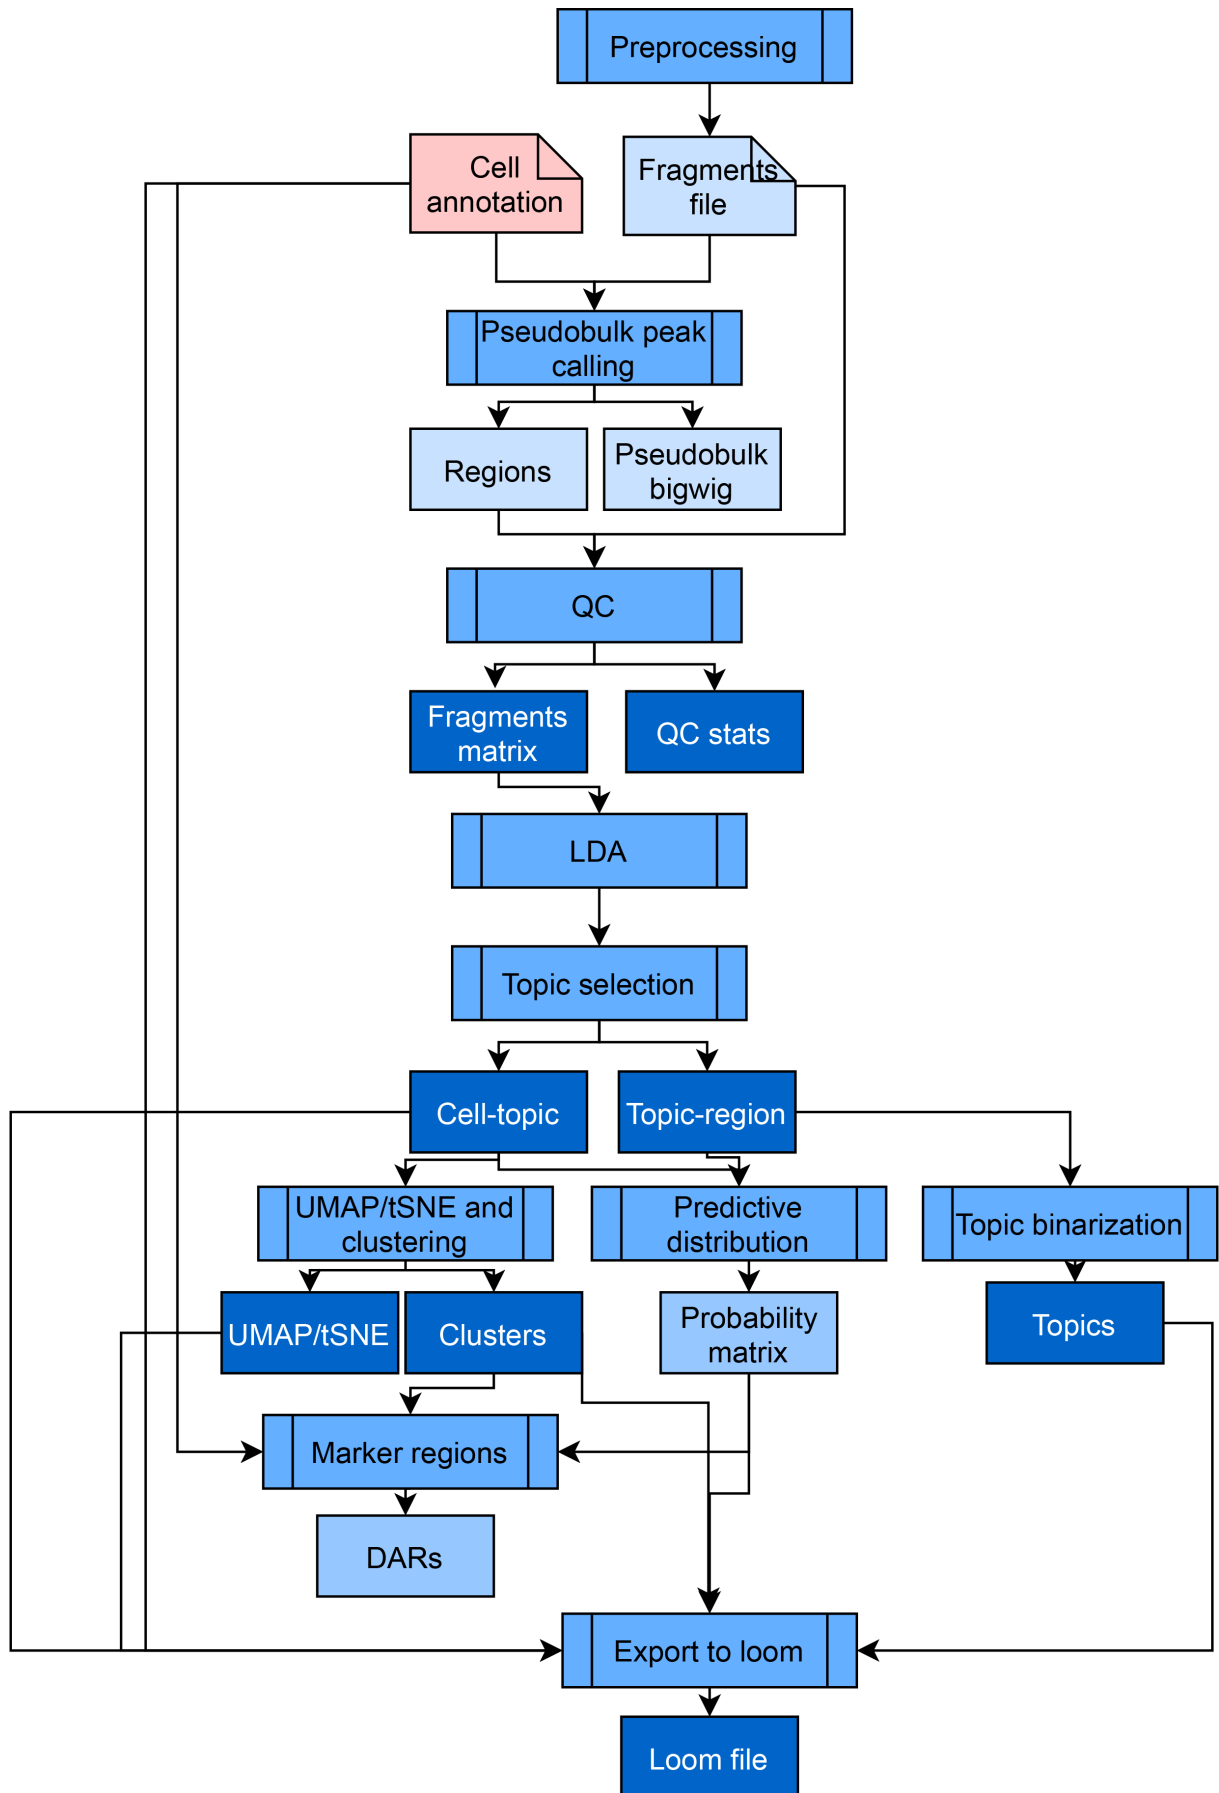 Preprocessing
Cell
annotation
Fragments
file
Pseudobulk peak
calling
Regions
Pseudobulk
bigwig
QC
Fragments
matrix
QC stats
LDA
Topic selection
Cell-topic
Topic-region
UMAP/tSNE and
clustering
Predictive
distribution
Topic binarization
UMAP/tSNE
Clusters
Probability
matrix
Topics
Marker regions
DARs
Export to loom
Loom file